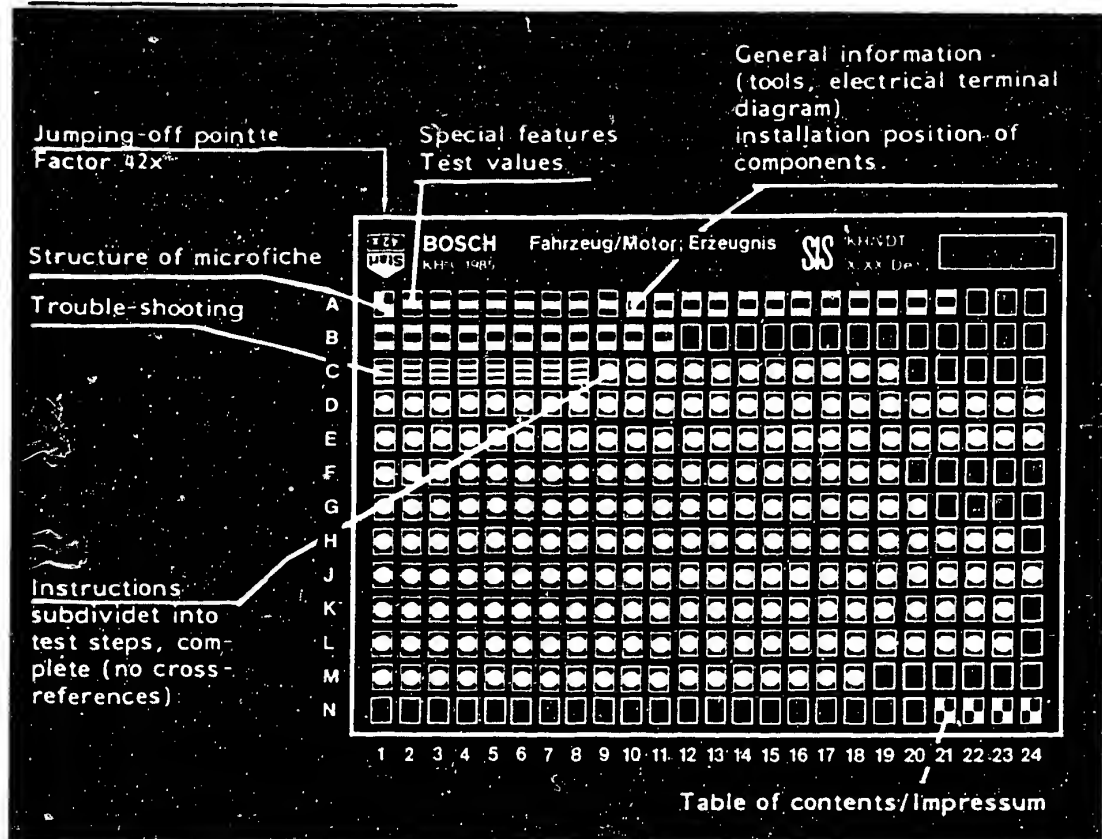 General information
(tools, electrical terminal
diagram)
installation position of
components.
Jumping-off pointte
Factor 42x
Special features
Test values
Structure of microfiche
Trouble-shooting
Instructions
subdividet into
test steps, com-
plete (no cross-
references)
Start
42x
BOSCH Fahrzeug/Motor; Erzeugnis SIS
1985
A
B
C
D
E
F
G
H
J
K
L
M
N
1 2 3 4 5 6 7 8 9 10 11 12 13 14 15 16 17 18 19 20 21 22 23 24
Table of contents/Impressum